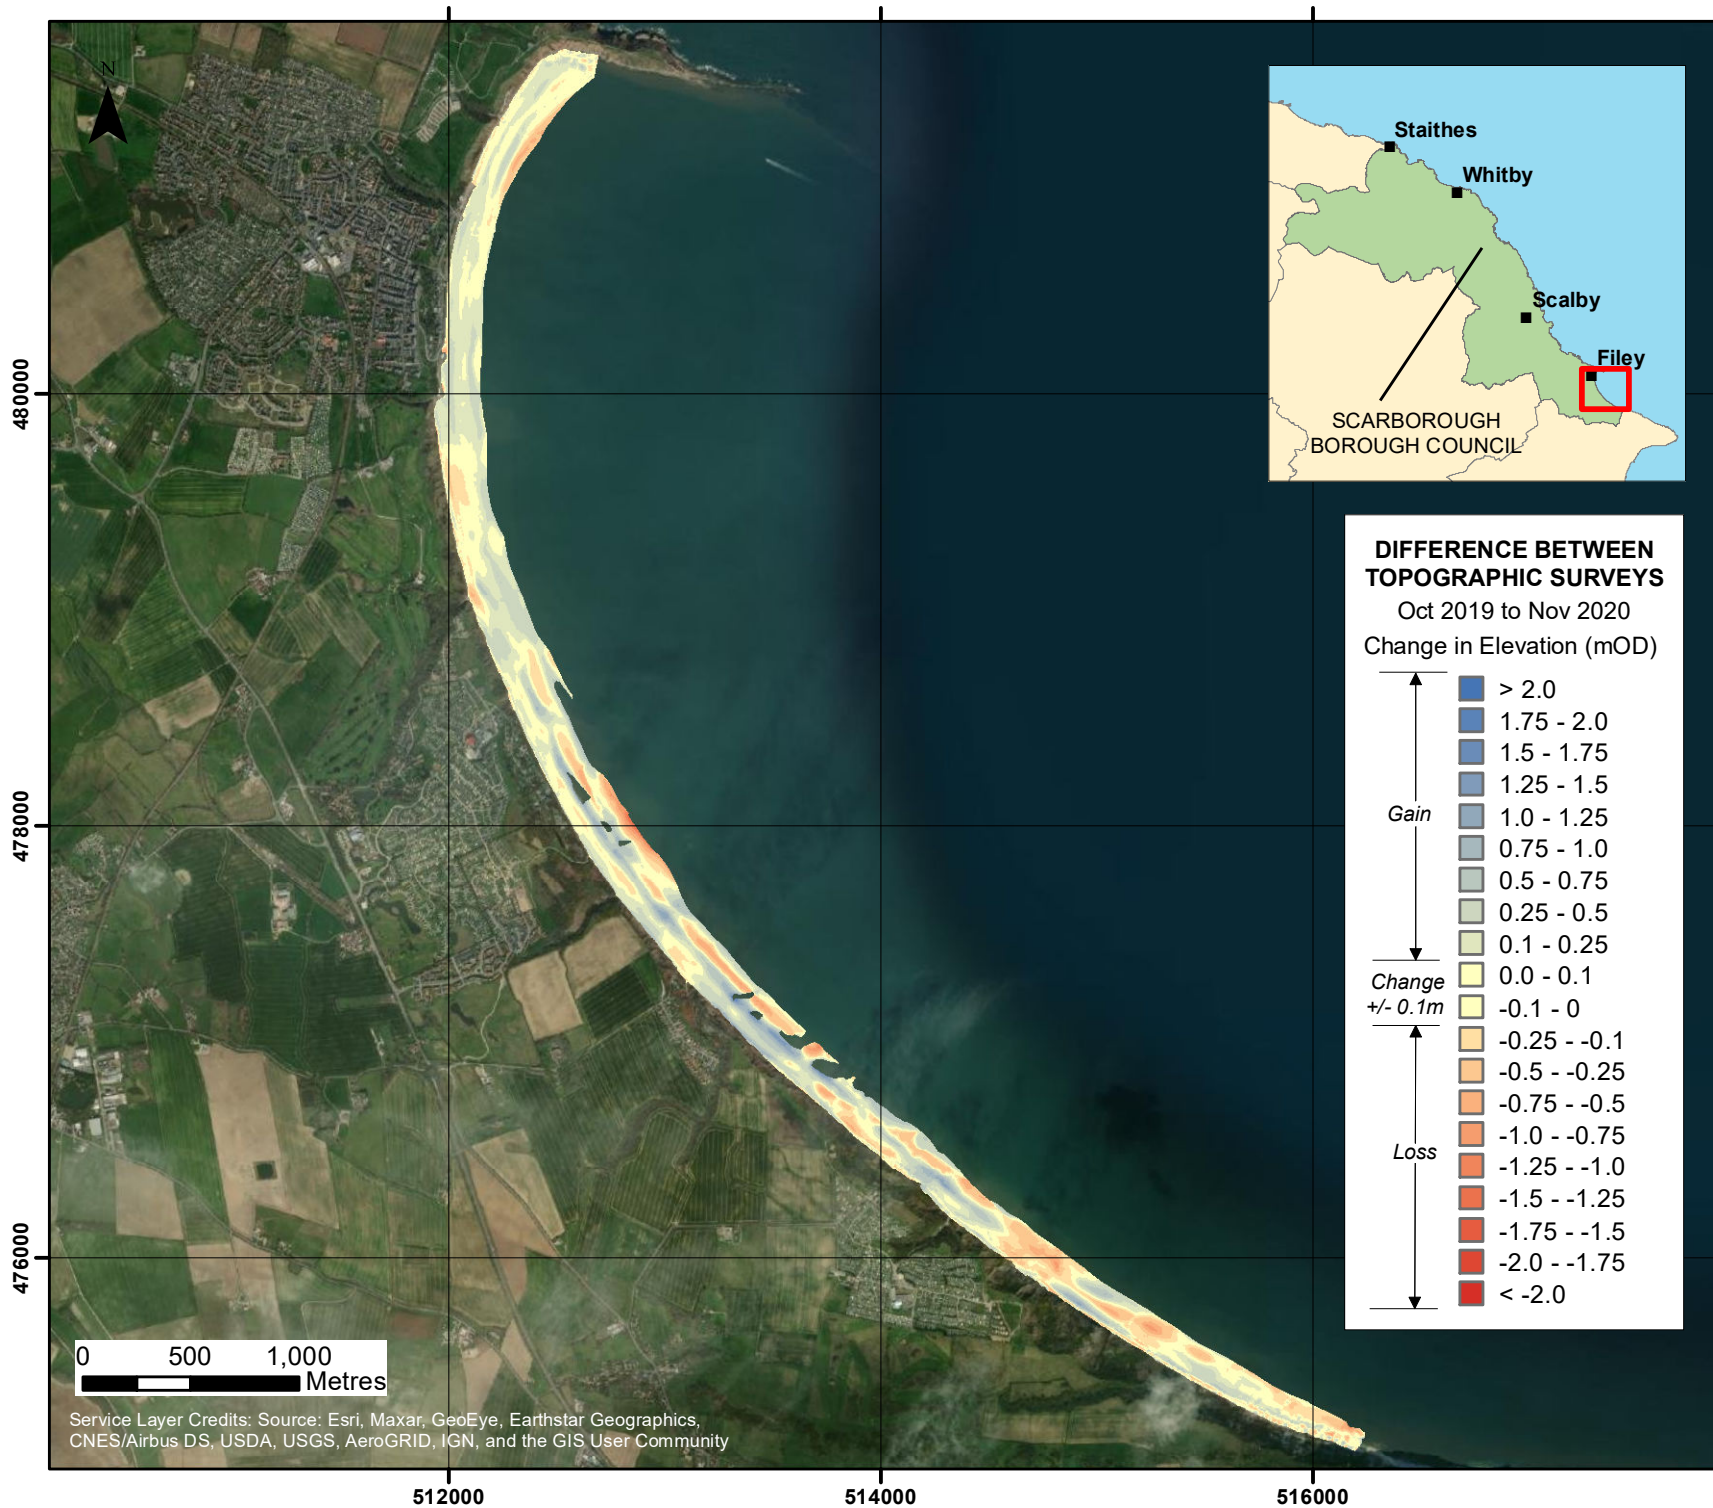 N
Staithes
Whitby
Scalby
Filey
SCARBOROUGH
BOROUGH COUNCIL
480000
478000
476000
DIFFERENCE BETWEEN
TOPOGRAPHIC SURVEYS
Oct 2019 to Nov 2020
Change in Elevation (mOD)
> 2.0
1.75 - 2.0
1.5 - 1.75
1.25 - 1.5
Gain
1.0 - 1.25
0.75 - 1.0
0.5 - 0.75
0.25 - 0.5
0.1 - 0.25
Change
+/- 0.1m
0.0 - 0.1
-0.1 - 0
-0.25 - -0.1
-0.5 - -0.25
-0.75 - -0.5
-1.0 - -0.75
Loss
-1.25 - -1.0
-1.5 - -1.25
-1.75 - -1.5
-2.0 - -1.75
< -2.0
0 500 1,000
Metres
Service Layer Credits: Source: Esri, Maxar, GeoEye, Earthstar Geographics,
CNES/Airbus DS, USDA, USGS, AeroGRID, IGN, and the GIS User Community
512000 514000 516000